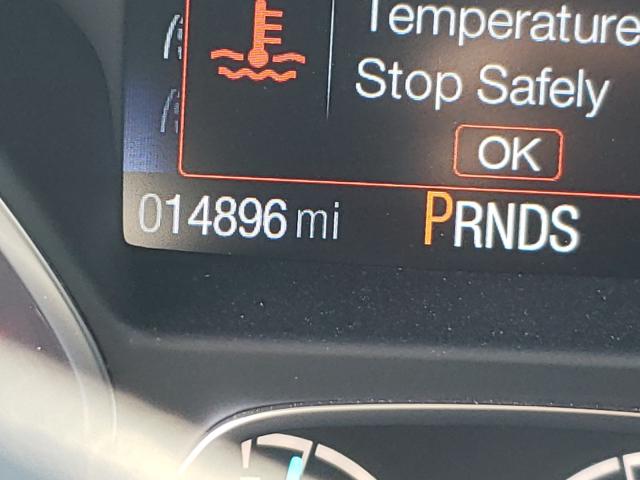 Temperature
Stop Safely
OK
014896 mi PRNDS